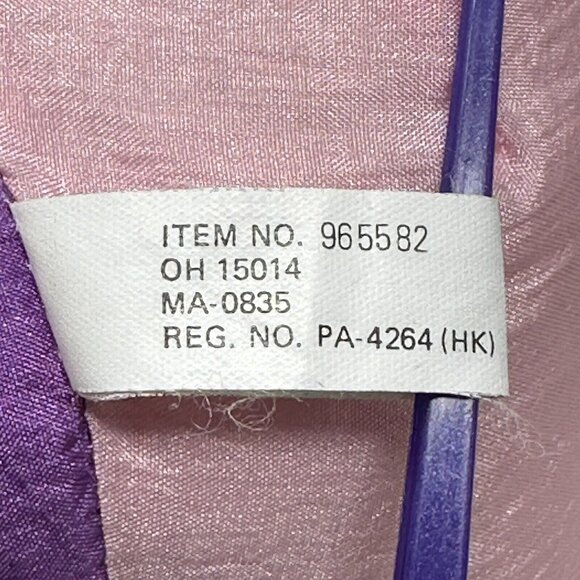 ITEM NO. 965582
OH 15014
MA-0835
REG. NO. PA-4264 (HK)